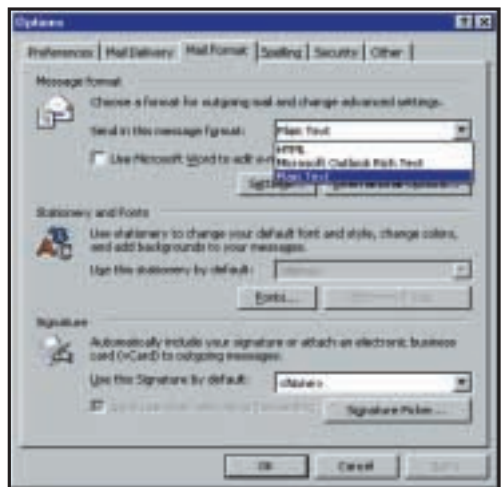 Options
Preferences | Mail Delivery | Mail Format | Spelling | Security | Other
Message format
Choose a format for outgoing mail and change advanced settings.
Send in this message format: Plain Text
HTML
Use Microsoft Word to edit e-
Microsoft Outlook Rich Text
Plain Text
Settings... International Options...
Stationery and Fonts
Use stationery to change your default font and style, change colors,
and add backgrounds to your messages.
Use this stationery by default:
Fonts...
Signature
Automatically include your signature or attach an electronic business
card (vCard) to outgoing messages.
Use this Signature by default: <None>
Signature Picker...
OK Cancel